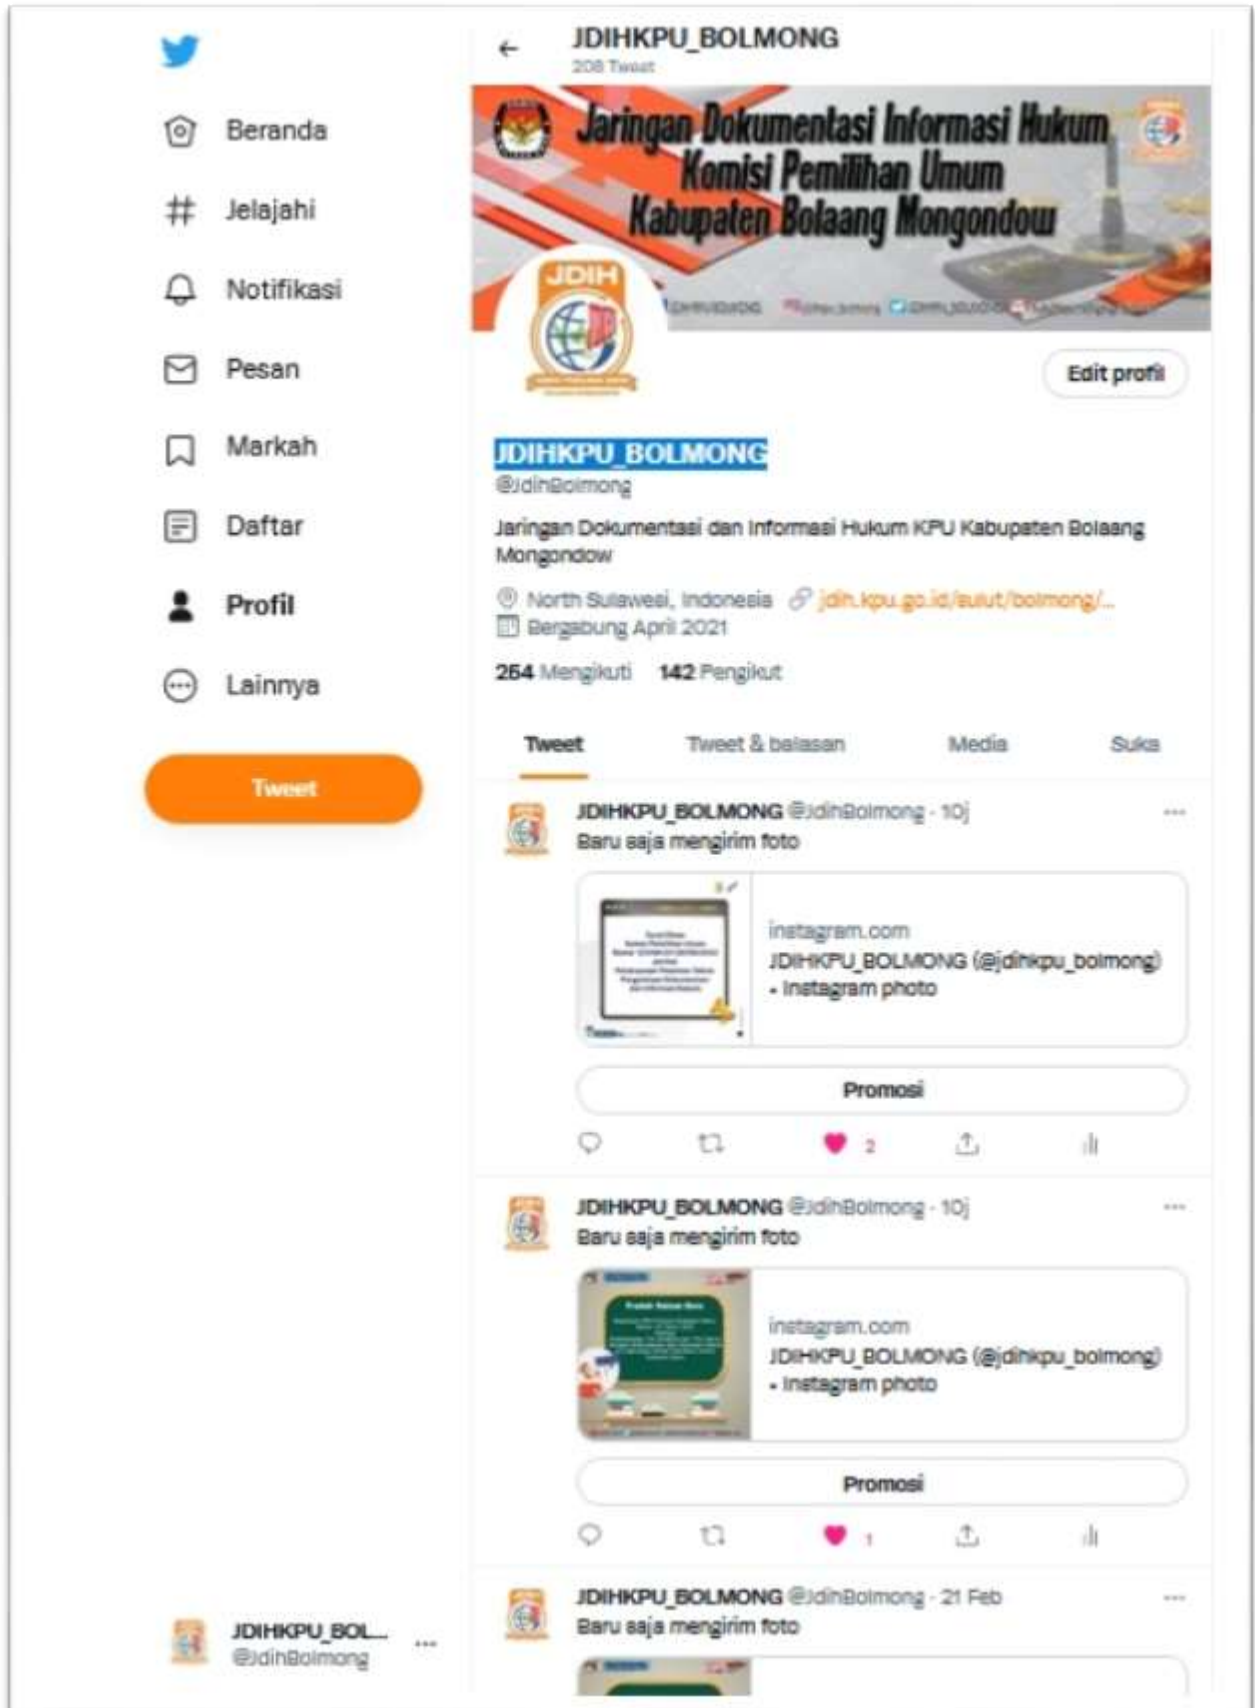 JDIHKPU_BOLMONG
208 Tweet
Beranda
Jelajahi
Notifikasi
Pesan
Markah
Daftar
Profil
Lainnya
Tweet
Jaringan Dokumentasi Informasi Hukum
Komisi Pemilihan Umum
Kabupaten Bolaang Mongondow
JDIH
Edit profil
JDIHKPU_BOLMONG
@JdihBolmong
Jaringan Dokumentasi dan Informasi Hukum KPU Kabupaten Bolaang
Mongondow
North Sulawesi, Indonesia jdih.kpu.go.id/sulut/bolmong/...
Bergabung April 2021
254 Mengikuti 142 Pengikut
Tweet Tweet & balasan Media Suka
JDIHKPU_BOLMONG @JdihBolmong · 10j
Baru saja mengirim foto
instagram.com
JDIHKPU_BOLMONG (@jdihkpu_bolmong)
• Instagram photo
Promosi
2
JDIHKPU_BOLMONG @JdihBolmong · 10j
Baru saja mengirim foto
Produk Hukum Baru
instagram.com
JDIHKPU_BOLMONG (@jdihkpu_bolmong)
• Instagram photo
Promosi
1
JDIHKPU_BOLMONG @JdihBolmong · 21 Feb
Baru saja mengirim foto
JDIHKPU_BOL...
@JdihBolmong